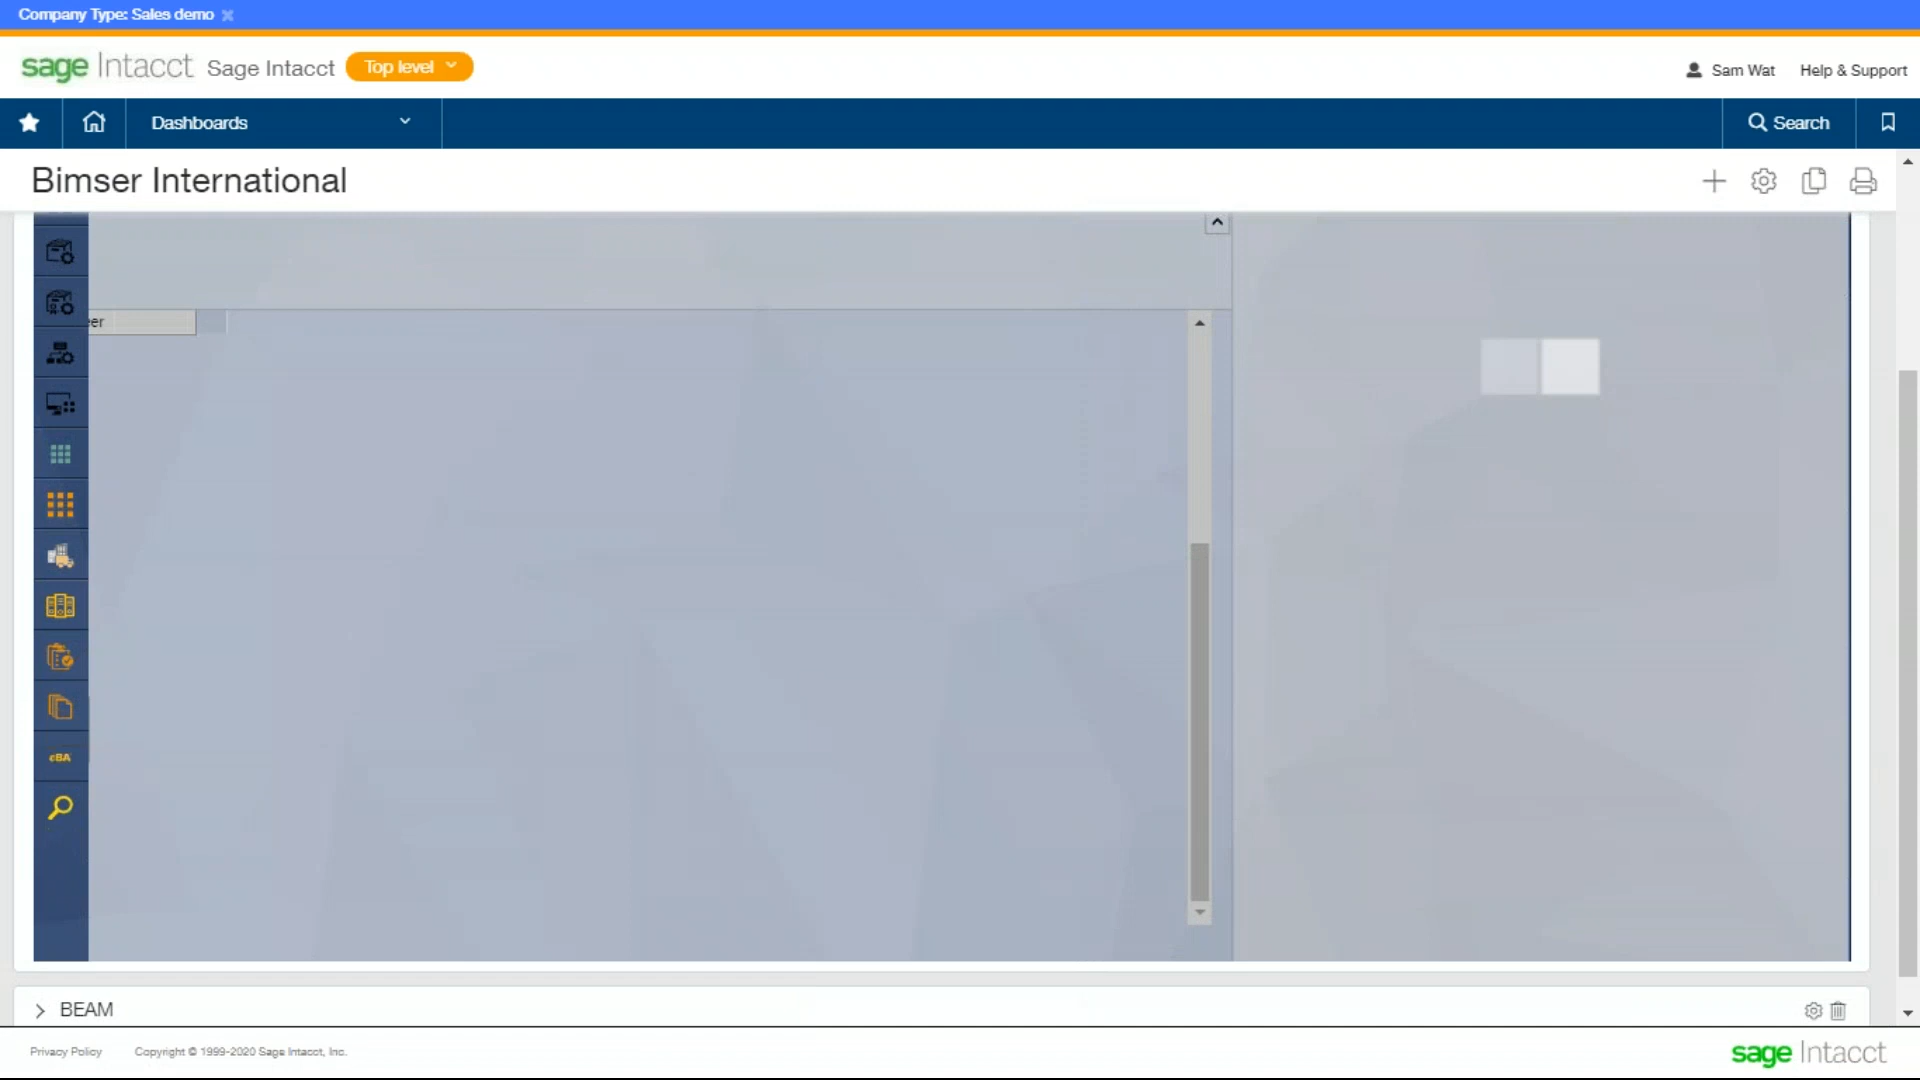 Company Type: Sales demo
sage Intacct Sage Intacct Top level
Sam Wat Help & Support
Dashboards Search
Bimser International
er
eBA
BEAM
Privacy Policy Copyright © 1999-2020 Sage Intacct, Inc.
sage Intacct